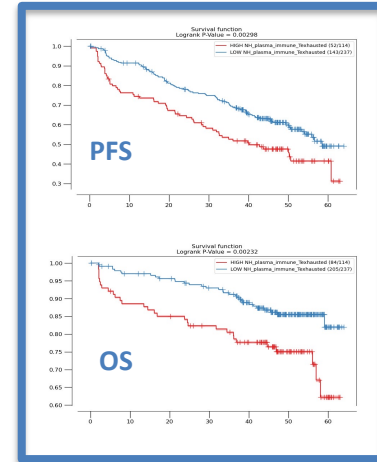 Survival function
Logrank P-Value = 0.00298
HIGH NH_plasma_immune_Texhausted (52/114)
LOW NH_plasma_immune_Texhausted (143/237)
1.0
0.9
0.8
0.7
0.6
0.5
0.4
0.3
PFS
0 10 20 30 40 50 60
Survival function
Logrank P-Value = 0.00232
HIGH NH_plasma_immune_Texhausted (84/114)
LOW NH_plasma_immune_Texhausted (205/237)
1.00
0.95
0.90
0.85
0.80
0.75
0.70
0.65
0.60
OS
0 10 20 30 40 50 60